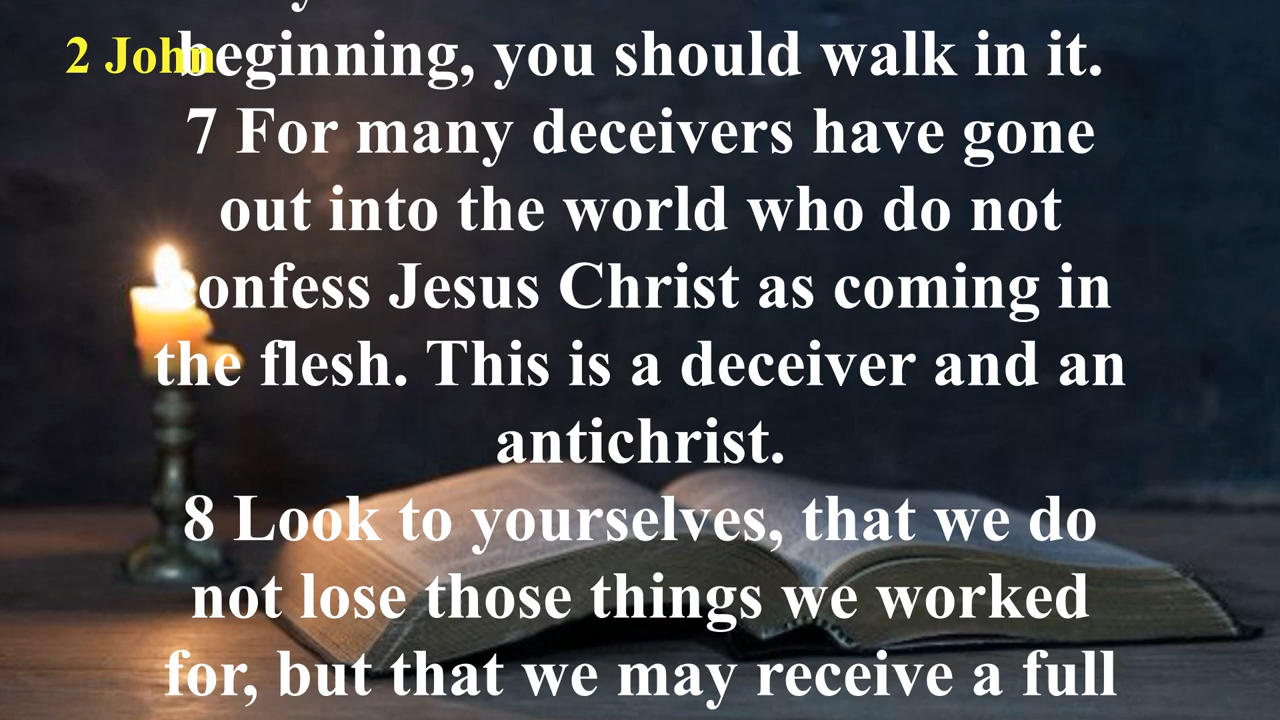 2 John
beginning, you should walk in it.
7 For many deceivers have gone
out into the world who do not
confess Jesus Christ as coming in
the flesh. This is a deceiver and an
antichrist.
8 Look to yourselves, that we do
not lose those things we worked
for, but that we may receive a full